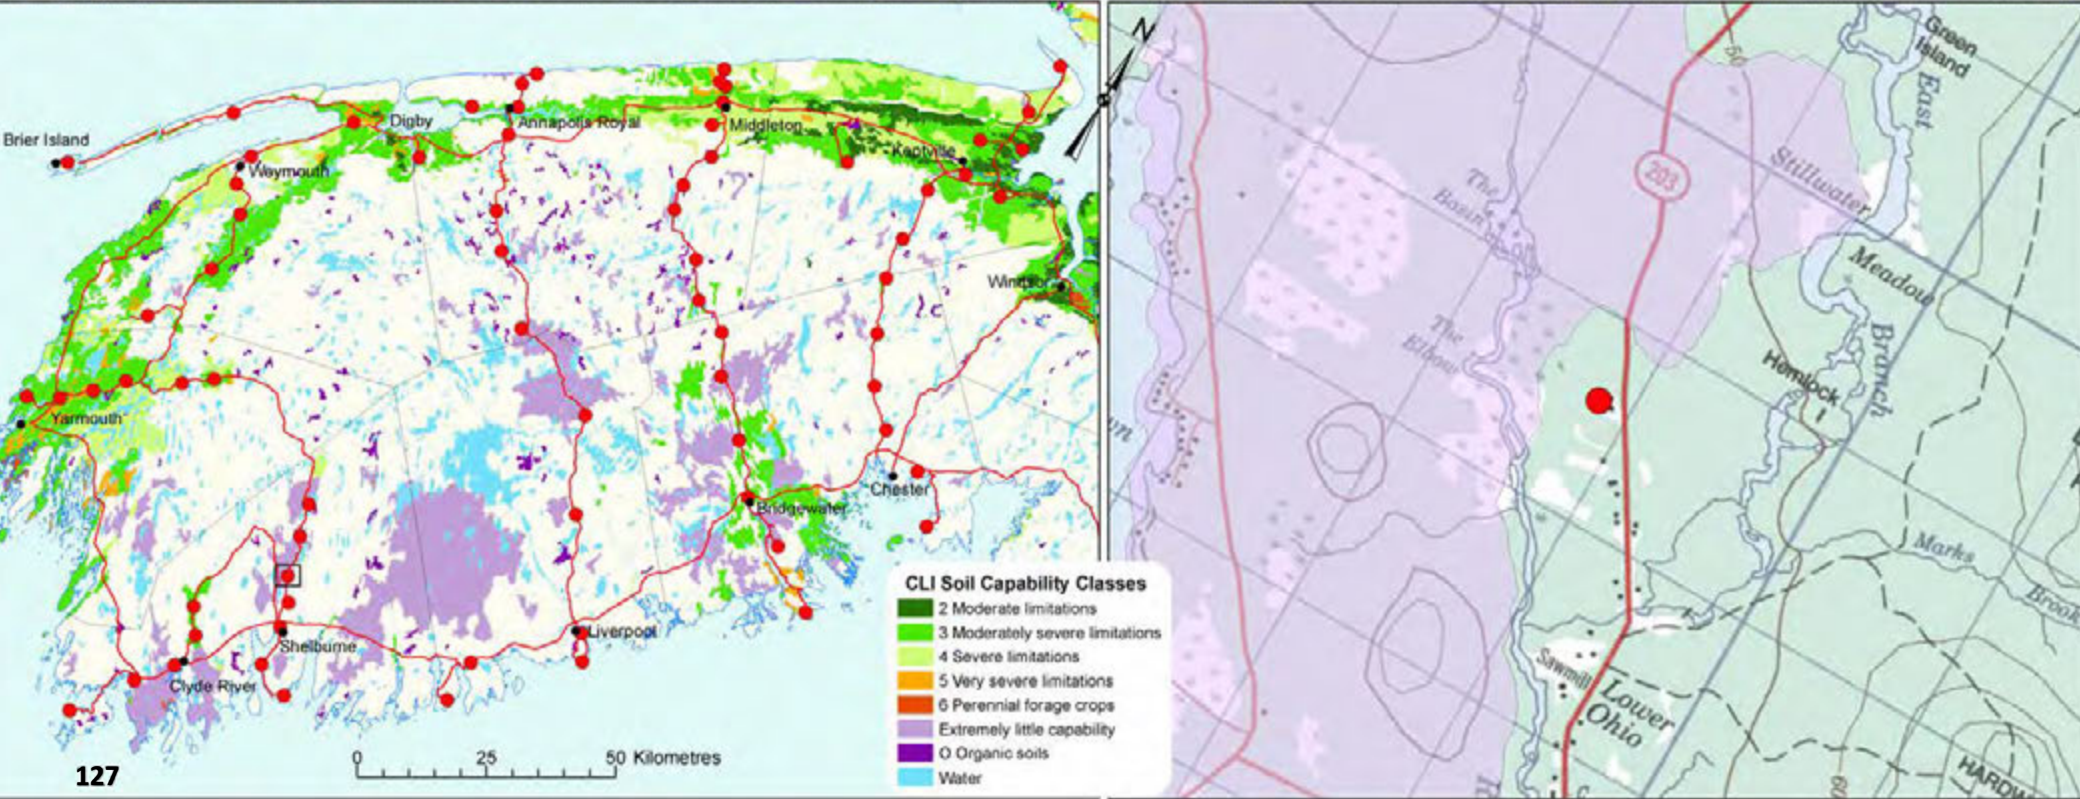 Brier Island
Digby
Annapolis Royal
Middleton
Kentville
Weymouth
Windsor
Yarmouth
Chester
Bridgewater
Liverpool
Shelburne
Clyde River
CLI Soil Capability Classes
2 Moderate limitations
3 Moderately severe limitations
4 Severe limitations
5 Very severe limitations
6 Perennial forage crops
Extremely little capability
O Organic soils
Water
0 25 50 Kilometres
127
N
Green
Island
East
50
203
Stillwater
The
Basin
Meadow
The
Elbow
Branch
Hemlock
I
Marks
Brook
Sawmill
Lower
Ohio
60